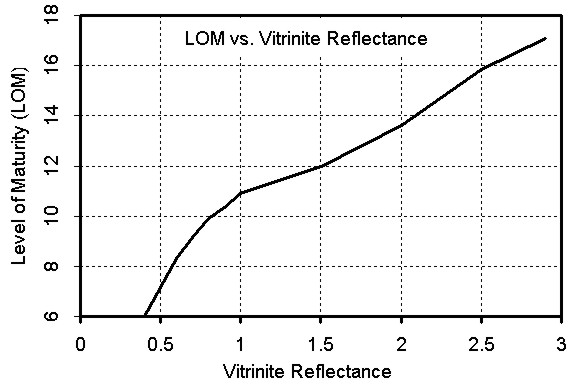 LOM vs. Vitrinite Reflectance
Level of Maturity (LOM)
18
16
14
12
10
8
6
0 0.5 1 1.5 2 2.5 3
Vitrinite Reflectance